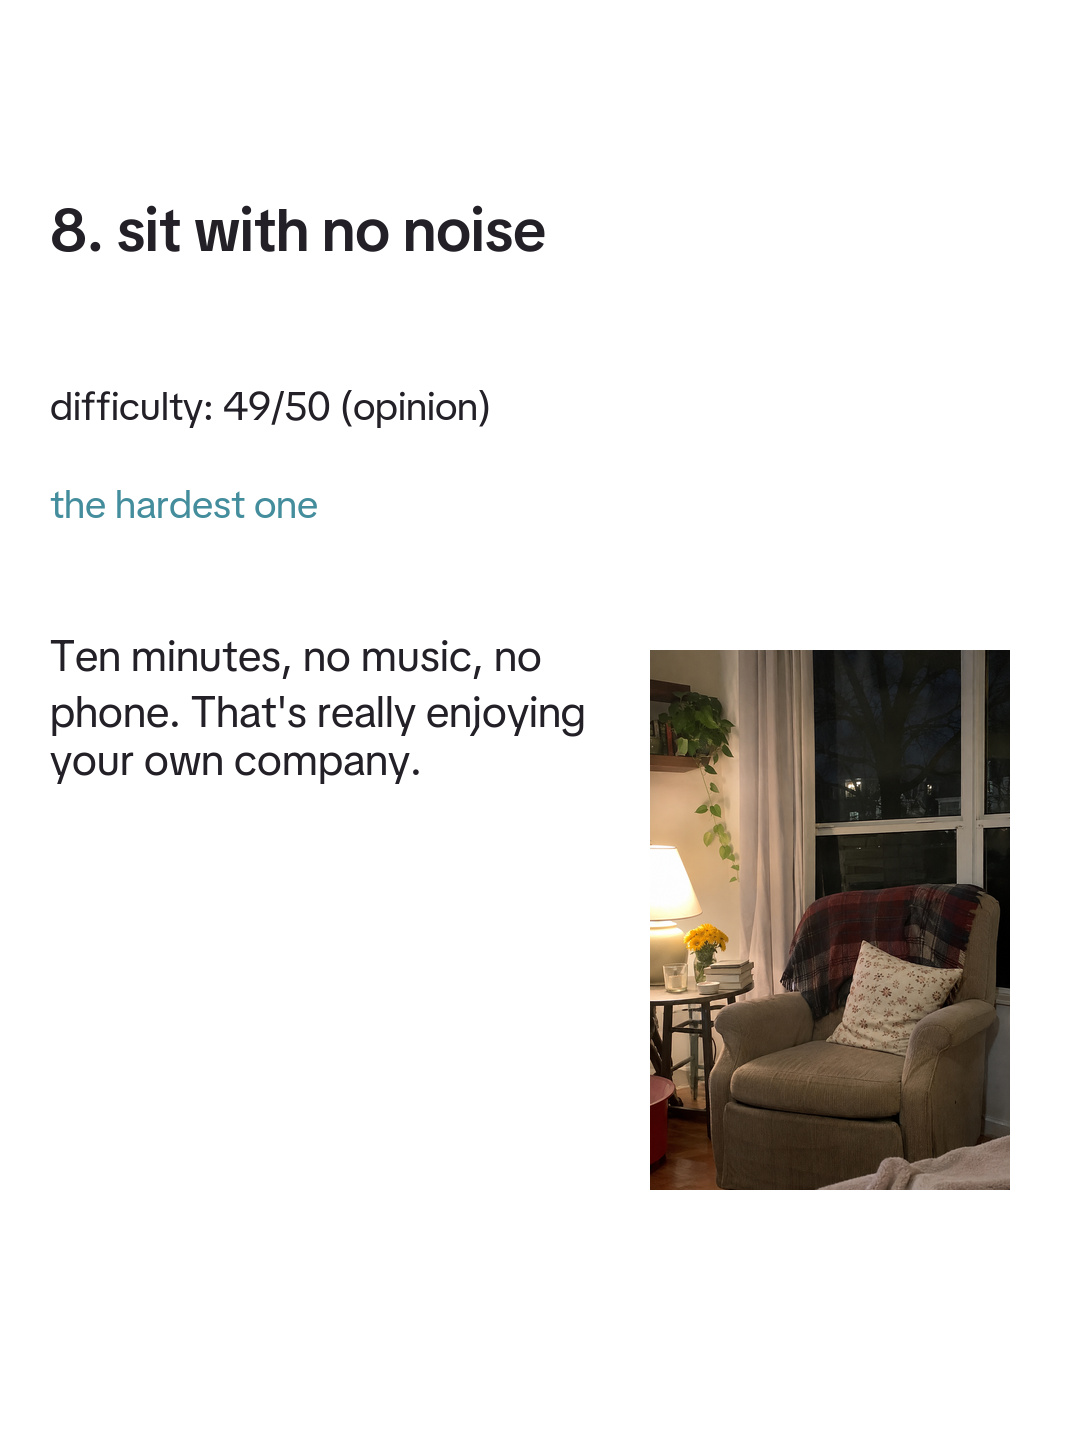 8. sit with no noise
difficulty: 49/50 (opinion)
the hardest one
Ten minutes, no music, no
phone. That's really enjoying
your own company.